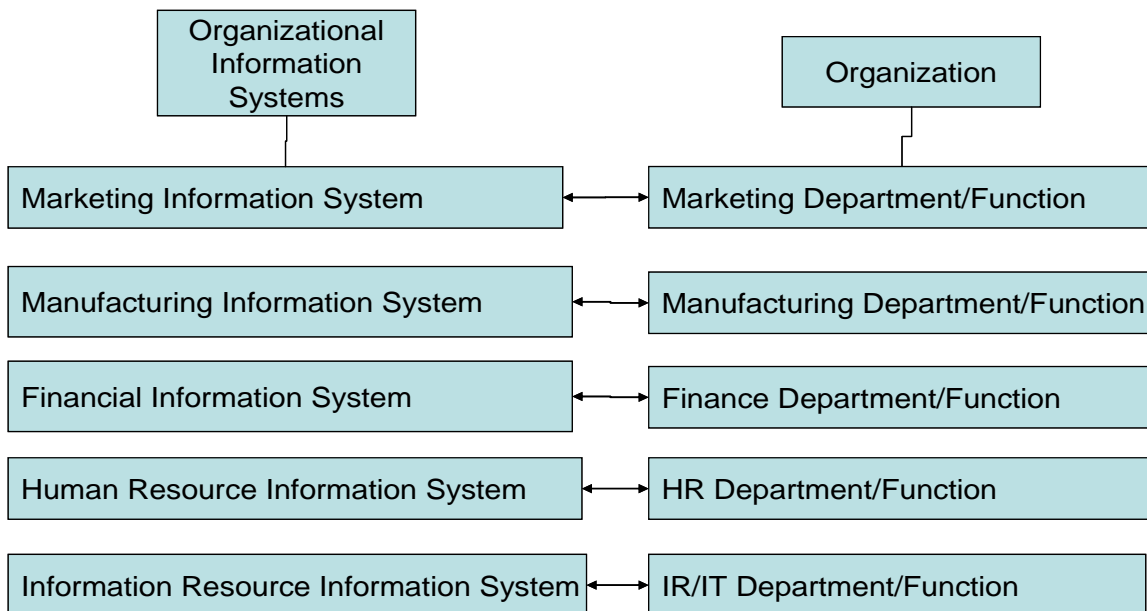 Organizational
Information
Systems
Organization
Marketing Information System
Marketing Department/Function
Manufacturing Information System
Manufacturing Department/Function
Financial Information System
Finance Department/Function
Human Resource Information System
HR Department/Function
Information Resource Information System
IR/IT Department/Function